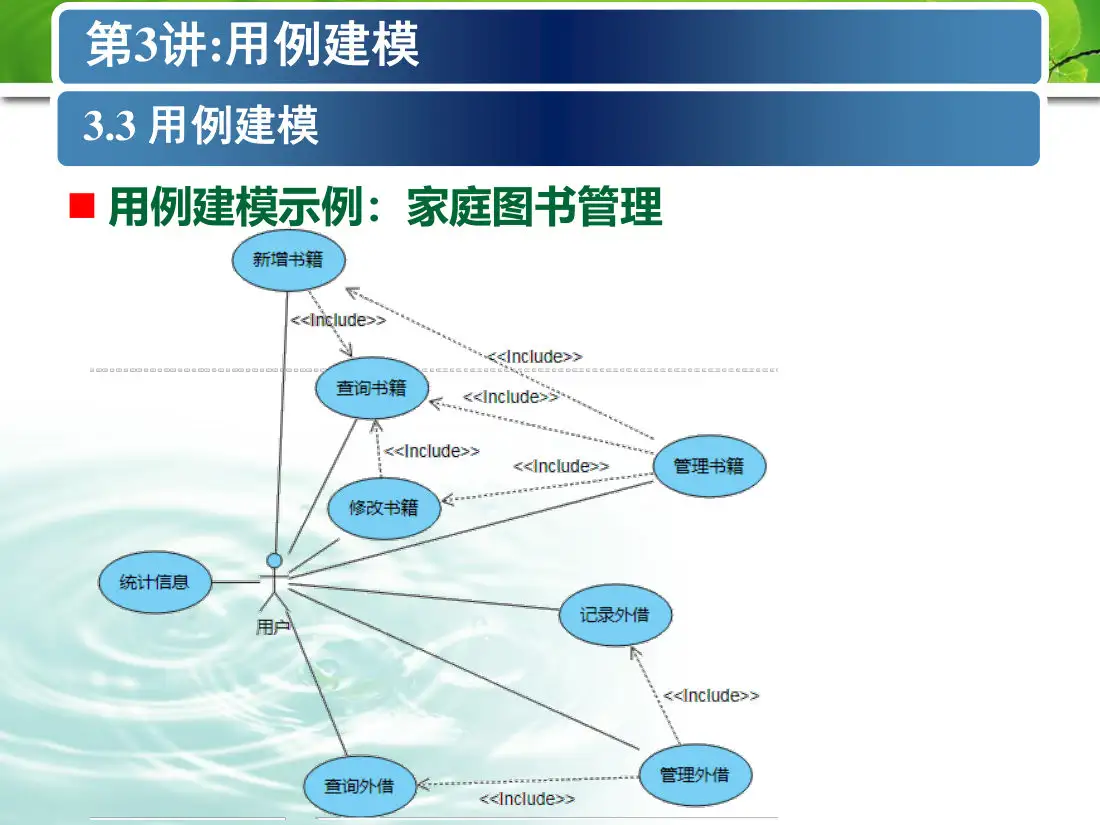 第3讲:用例建模
3.3 用例建模
用例建模示例：家庭图书管理
新增书籍
<<Include>>
<<Include>>
查询书籍
<<Include>>
<<Include>>
<<Include>>
管理书籍
修改书籍
统计信息
用户
记录外借
<<Include>>
管理外借
查询外借
<<Include>>